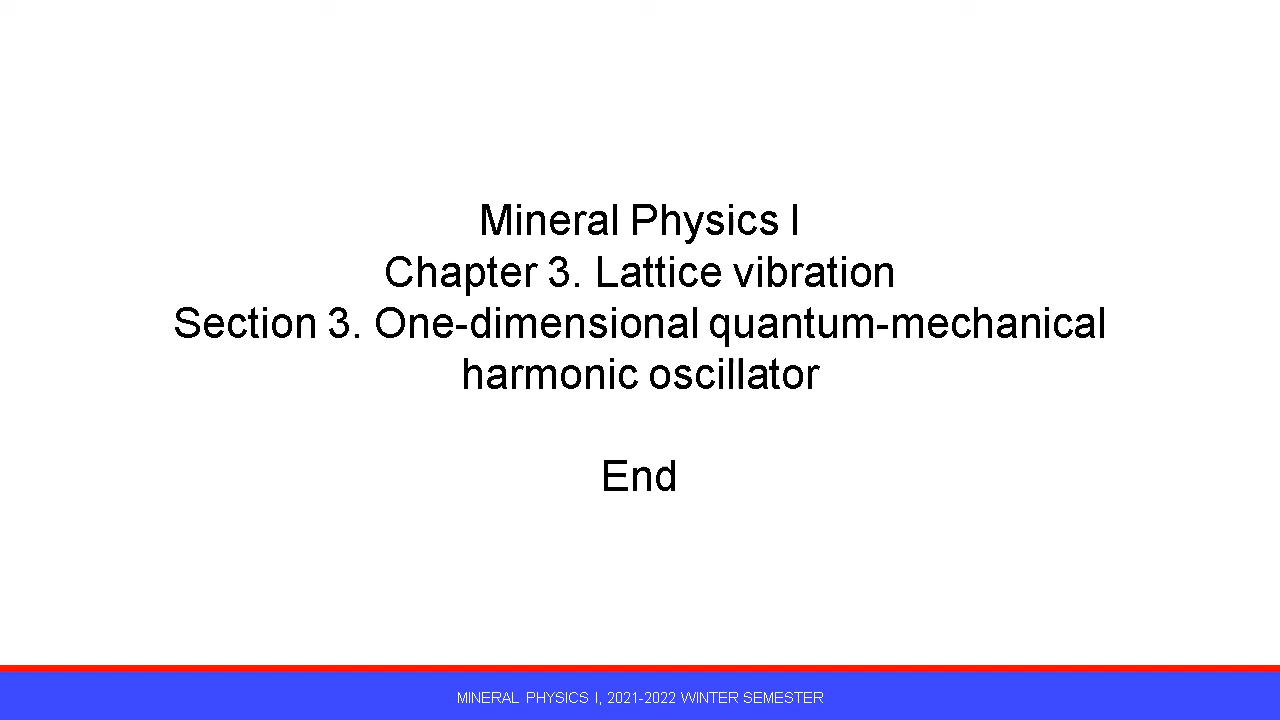 Mineral Physics I
Chapter 3. Lattice vibration
Section 3. One-dimensional quantum-mechanical
harmonic oscillator
End
MINERAL PHYSICS I, 2021-2022 WINTER SEMESTER